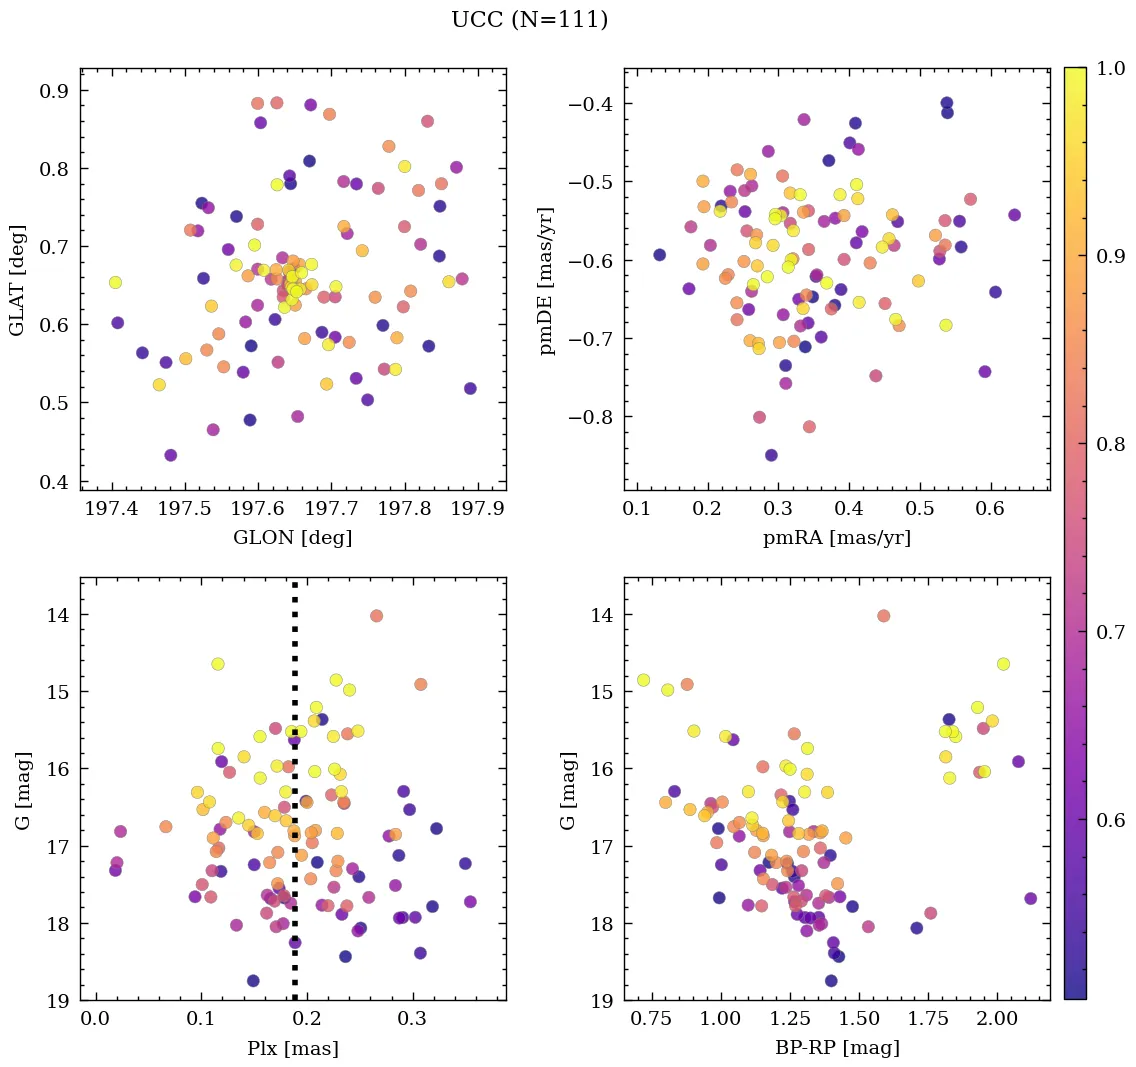 UCC (N=111)
0.9
0.8
0.7
0.6
0.5
0.4
GLAT [deg]
197.4 197.5 197.6 197.7 197.8 197.9
GLON [deg]
−0.4
−0.5
−0.6
−0.7
−0.8
pmDE [mas/yr]
0.1 0.2 0.3 0.4 0.5 0.6
pmRA [mas/yr]
1.0
0.9
0.8
0.7
0.6
14
15
16
17
18
19
G [mag]
0.0 0.1 0.2 0.3
Plx [mas]
14
15
16
17
18
19
G [mag]
0.75 1.00 1.25 1.50 1.75 2.00
BP-RP [mag]